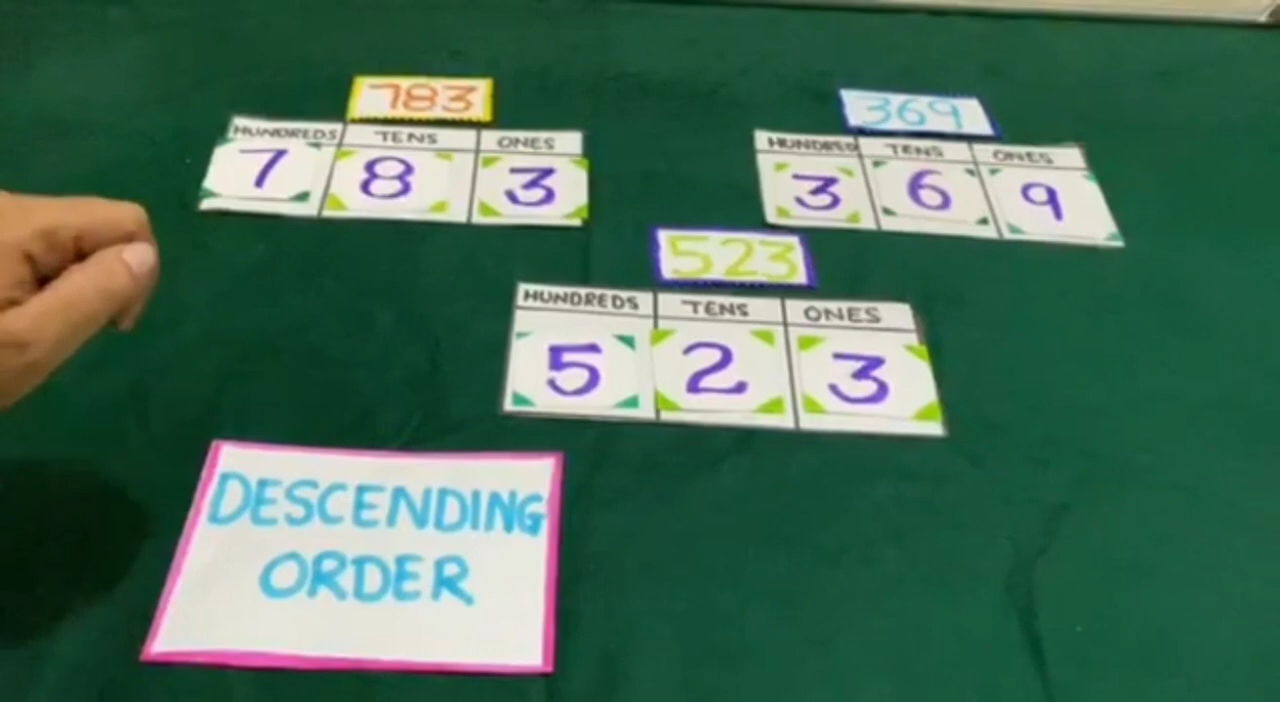 783
HUNDREDS TENS ONES
7 8 3
369
HUNDRED TENS ONES
3 6 9
523
HUNDREDS TENS ONES
5 2 3
DESCENDING
ORDER